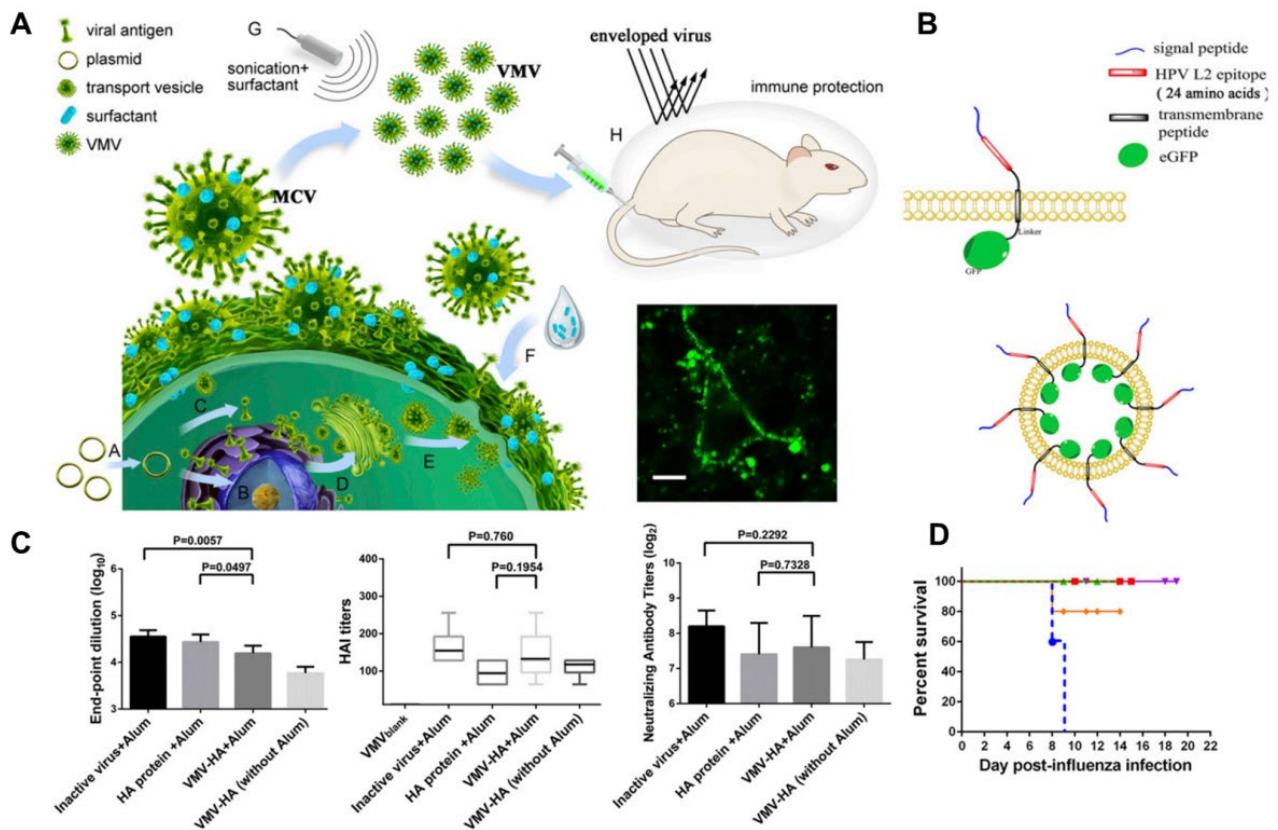 A
viral antigen
plasmid
transport vesicle
surfactant
VMV
G
sonication+
surfactant
MCV
VMV
enveloped virus
immune protection
H
F
C
A
B
D
E
B
signal peptide
HPV L2 epitope
( 24 amino acids )
transmembrane
peptide
eGFP
Linker
GFP
C
End-point dilution (log10)
P=0.0057
P=0.0497
5
4
3
Inactive virus+Alum
HA protein +Alum
VMV-HA+Alum
VMV-HA (without Alum)
HAI titers
P=0.760
P=0.1954
400
300
200
100
VMVblank
Inactive virus+Alum
HA protein +Alum
VMV-HA+Alum
VMV-HA (without Alum)
Neutralizing Antibody Titers (log2)
P=0.2292
P=0.7328
9
8
7
6
Inactive virus+Alum
HA protein +Alum
VMV-HA+Alum
VMV-HA (without Alum)
D
Percent survival
100
80
60
40
20
0
0 2 4 6 8 10 12 14 16 18 20 22
Day post-influenza infection